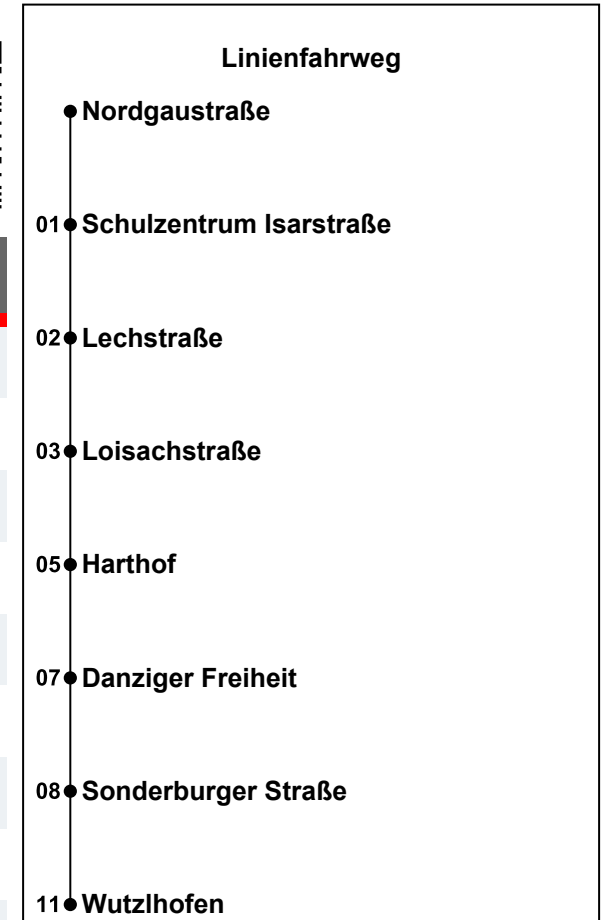 Linienfahrweg
Nordgaustraße
01 Schulzentrum Isarstraße
02 Lechstraße
03 Loisachstraße
05 Harthof
07 Danziger Freiheit
08 Sonderburger Straße
11 Wutzlhofen